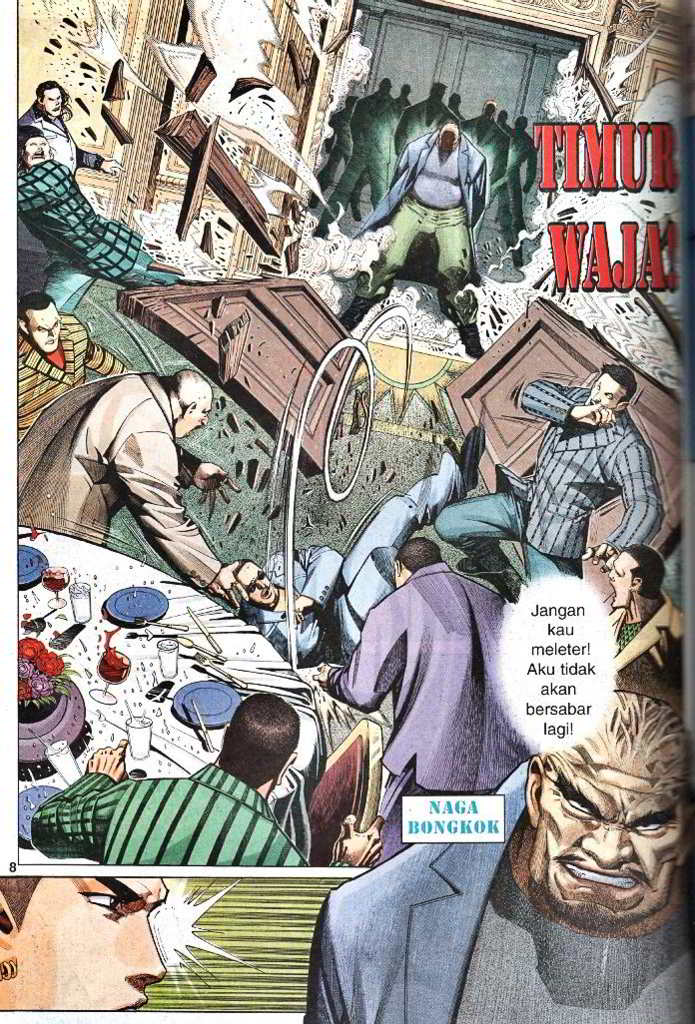 TIMUR
WAJA!
Jangan
kau
meleter!
Aku tidak
akan
bersabar
lagi!
NAGA
BONGKOK
8